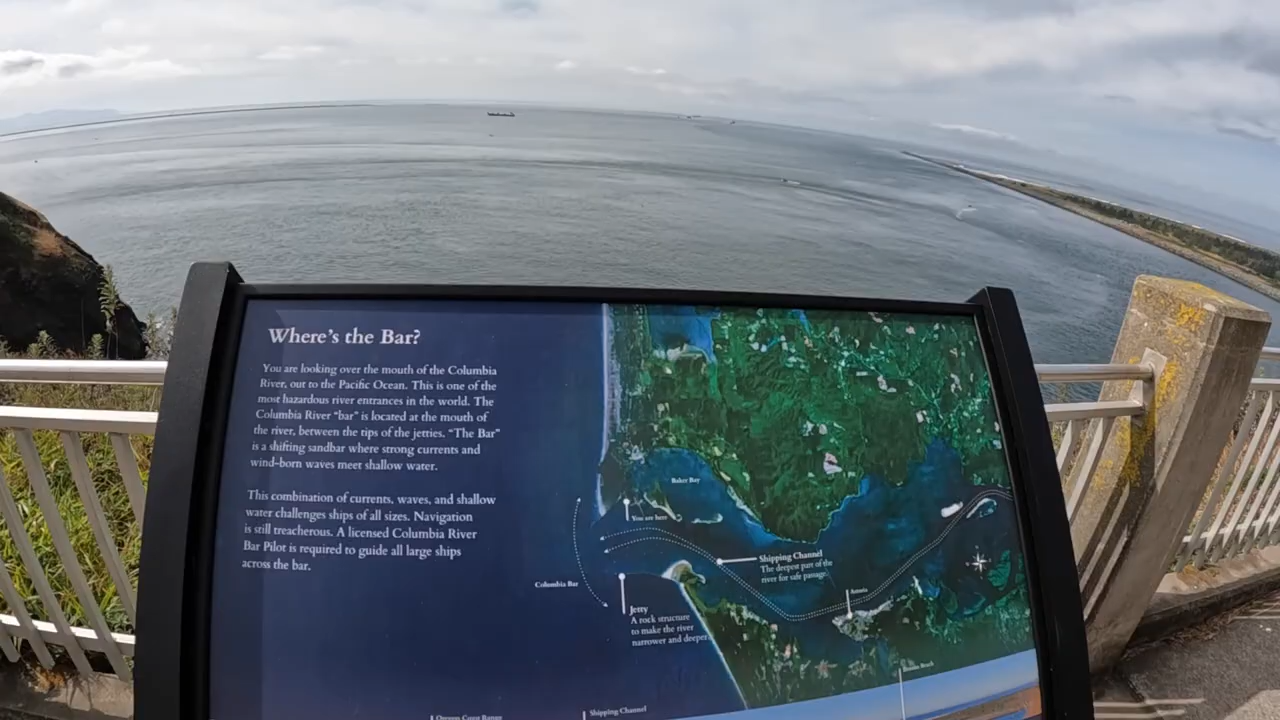 Where's the Bar?
You are looking over the mouth of the Columbia
River, out to the Pacific Ocean. This is one of the
most hazardous river entrances in the world. The
Columbia River "bar" is located at the mouth of
the river, between the tips of the jetties. "The Bar"
is a shifting sandbar where strong currents and
wind-born waves meet shallow water.
This combination of currents, waves, and shallow
water challenges ships of all sizes. Navigation
is still treacherous. A licensed Columbia River
Bar Pilot is required to guide all large ships
across the bar.
Baker Bay
You are here
Shipping Channel
The deepest part of the
river for safe passage
Columbia Bar
Astoria
Jetty
A rock structure
to make the river
narrower and deeper
Beach
Oregon Coast Range
Shipping Channel